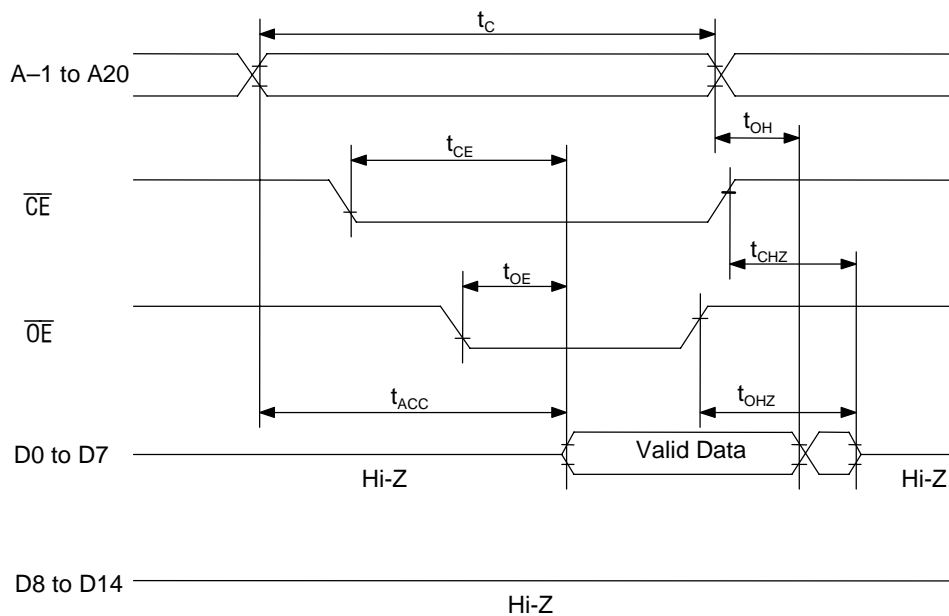 tC
A–1 to A20
tOH
tCE
CE
tCHZ
tOE
OE
tOHZ
tACC
D0 to D7
Valid Data
Hi-Z
Hi-Z
D8 to D14
Hi-Z